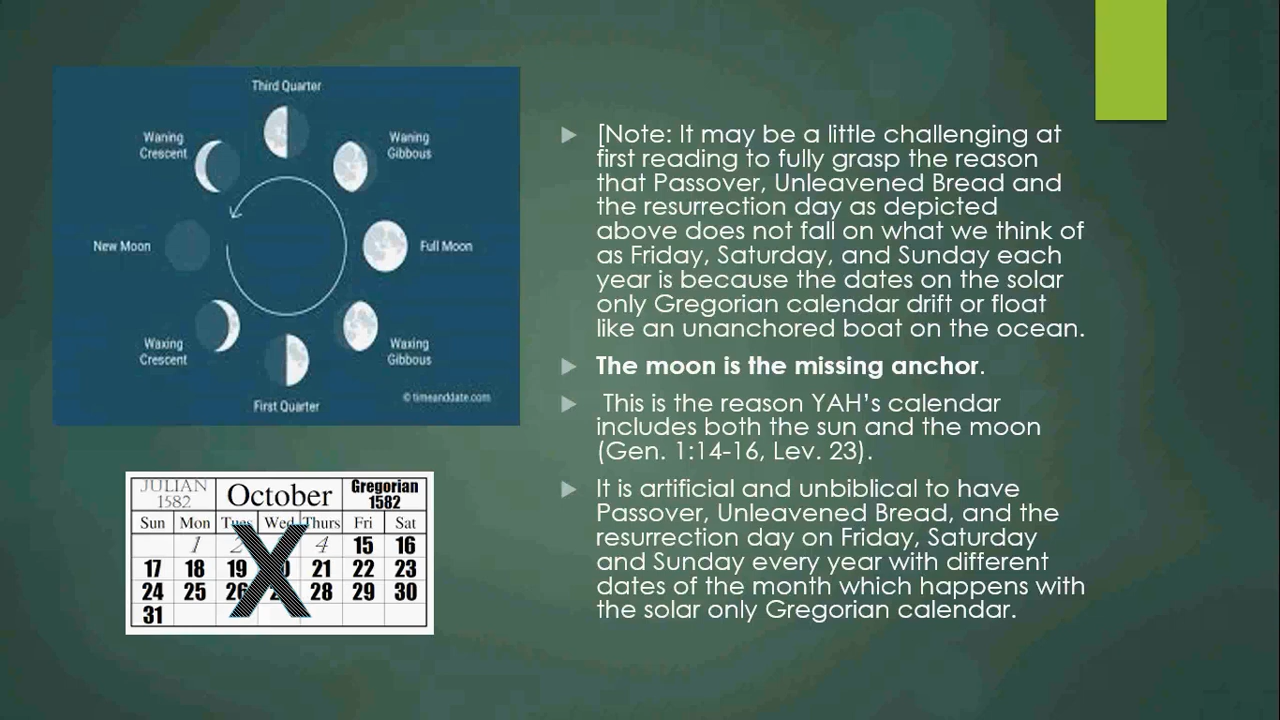 Third Quarter
Waning
Crescent
Waning
Gibbous
New Moon
Full Moon
Waxing
Crescent
Waxing
Gibbous
First Quarter
© timeanddate.com
JULIAN
1582
October
Gregorian
1582
Sun Mon Tues Wed Thurs Fri Sat
1 2 4 15 16
17 18 19 21 22 23
24 25 26 28 29 30
31
X
[Note: It may be a little challenging at
first reading to fully grasp the reason
that Passover, Unleavened Bread and
the resurrection day as depicted
above does not fall on what we think of
as Friday, Saturday, and Sunday each
year is because the dates on the solar
only Gregorian calendar drift or float
like an unanchored boat on the ocean.
The moon is the missing anchor.
This is the reason YAH's calendar
includes both the sun and the moon
(Gen. 1:14-16, Lev. 23).
It is artificial and unbiblical to have
Passover, Unleavened Bread, and the
resurrection day on Friday, Saturday
and Sunday every year with different
dates of the month which happens with
the solar only Gregorian calendar.